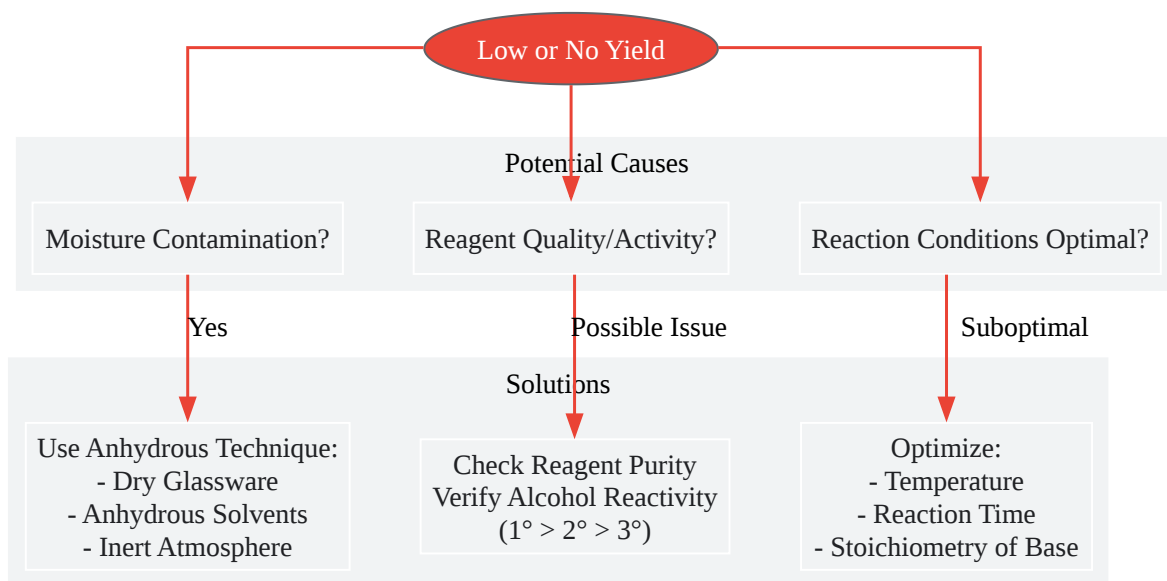 Low or No Yield
Potential Causes
Moisture Contamination?
Reagent Quality/Activity?
Reaction Conditions Optimal?
Yes
Possible Issue
Suboptimal
Solutions
Use Anhydrous Technique:
- Dry Glassware
- Anhydrous Solvents
- Inert Atmosphere
Check Reagent Purity
Verify Alcohol Reactivity
(1° > 2° > 3°)
Optimize:
- Temperature
- Reaction Time
- Stoichiometry of Base